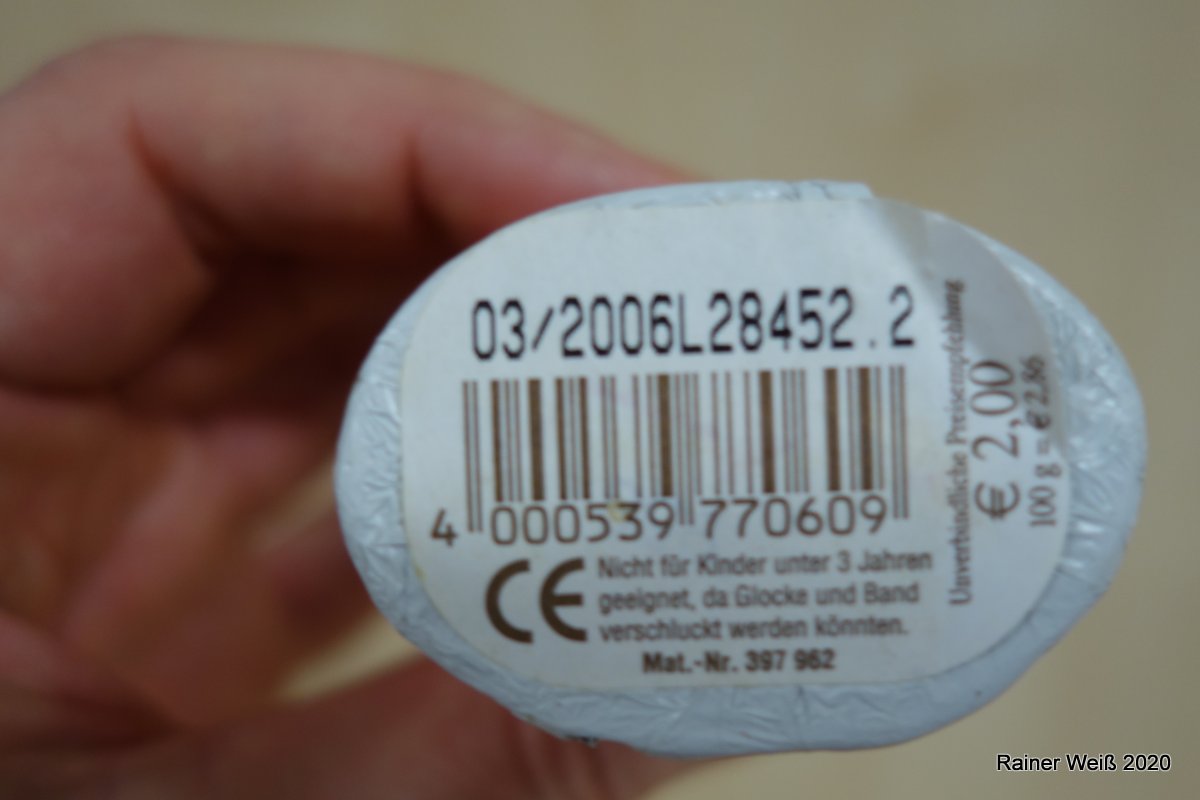 03/2006L28452.2
4 000539 770609
CE Nicht für Kinder unter 3 Jahren
geeignet, da Glocke und Band
verschluckt werden könnten.
Mat.-Nr. 397 962
Unverbindliche Preisempfehlung
€ 2,00
100 g = € 2,86
Rainer Weiß 2020